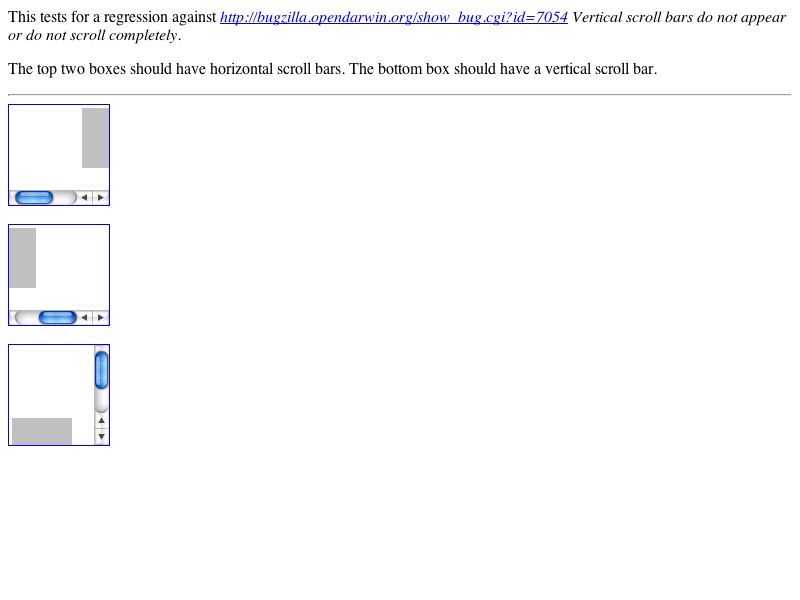 This tests for a regression against http://bugzilla.opendarwin.org/show_bug.cgi?id=7054 Vertical scroll bars do not appear
or do not scroll completely.
The top two boxes should have horizontal scroll bars. The bottom box should have a vertical scroll bar.